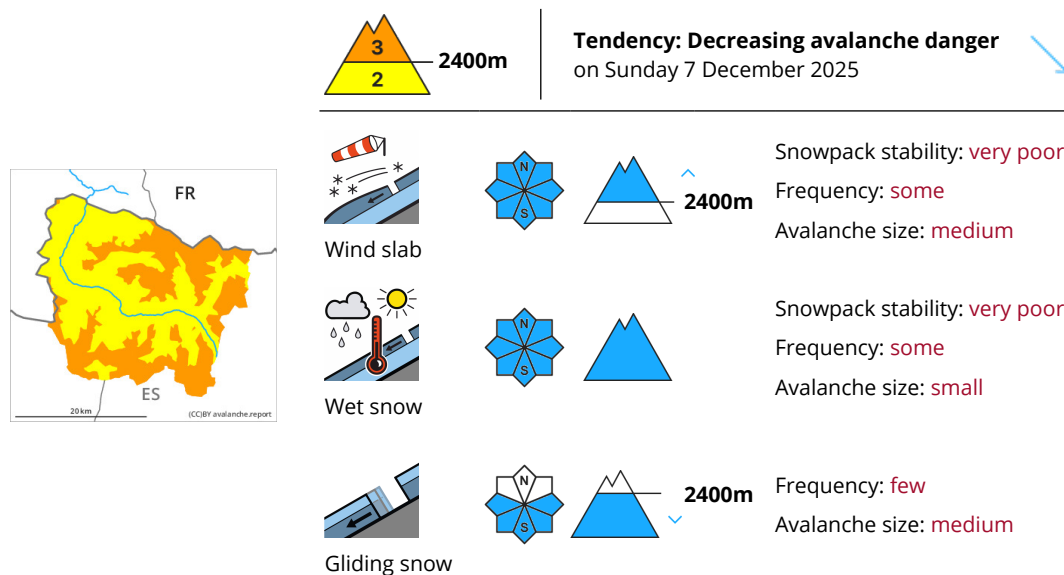 3
2
2400m
Tendency: Decreasing avalanche danger
on Sunday 7 December 2025
FR
ES
20 km
(CC)BY avalanche.report
Wind slab
N
S
2400m
Snowpack stability: very poor
Frequency: some
Avalanche size: medium
Wet snow
N
S
Snowpack stability: very poor
Frequency: some
Avalanche size: small
Gliding snow
N
S
2400m
Frequency: few
Avalanche size: medium